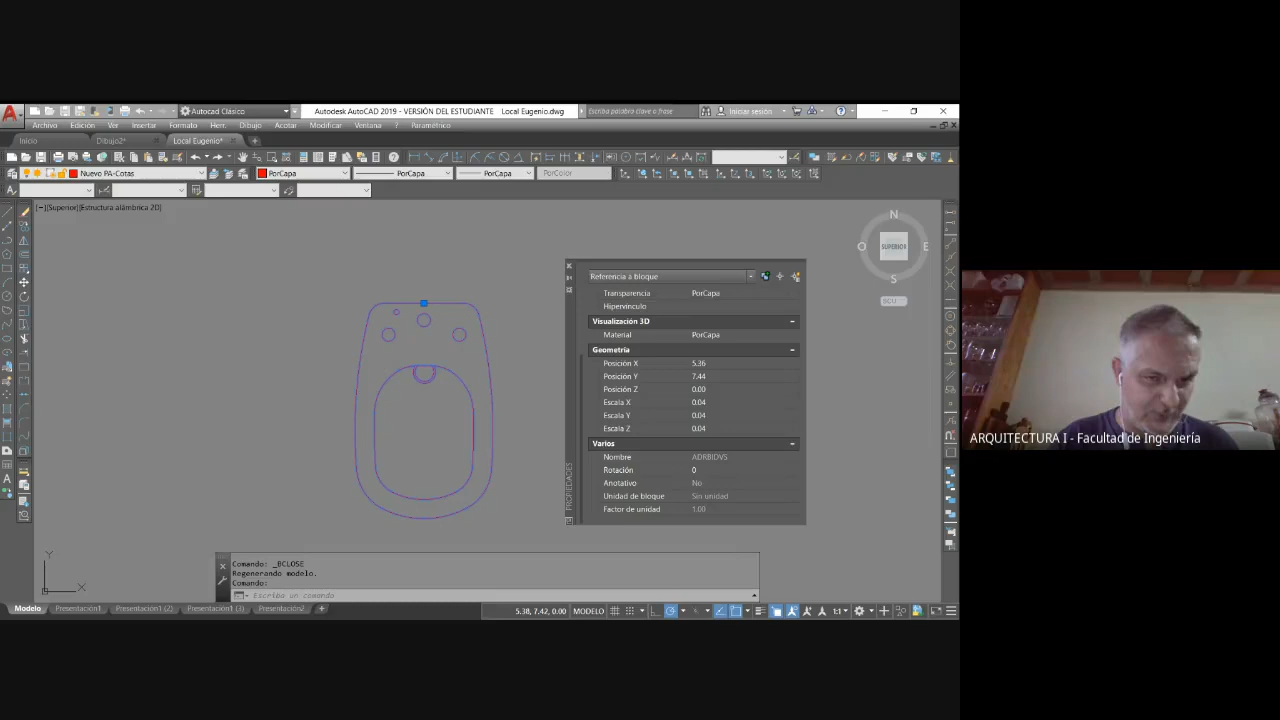 Autocad Clásico
Autodesk AutoCAD 2019 - VERSIÓN DEL ESTUDIANTE Local Eugenio.dwg
Escriba palabra clave o frase
Iniciar sesión
Archivo Edición Ver Insertar Formato Herr. Dibujo Acotar Modificar Ventana ? Paramétrico
Inicio
Dibujo2*
Local Eugenio*
Nuevo PA-Cotas
PorCapa
PorCapa
PorCapa
PorColor
[−][Superior][Estructura alámbrica 2D]
N
O
SUPERIOR
E
S
SCU
Referencia a bloque
Transparencia PorCapa
Hipervínculo
Visualización 3D
Material PorCapa
Geometría
Posición X 5.36
Posición Y 7.44
Posición Z 0.00
Escala X 0.04
Escala Y 0.04
Escala Z 0.04
Varios
Nombre ADRBIDVS
Rotación 0
Anotativo No
Unidad de bloque Sin unidad
Factor de unidad 1.00
PROPIEDADES
ARQUITECTURA I - Facultad de Ingeniería
Y
X
Comando: _BCLOSE
Regenerando modelo.
Comando:
Escriba un comando
Modelo
Presentación1
Presentación1 (2)
Presentación1 (3)
Presentación2
5.38, 7.42, 0.00
MODELO
1:1